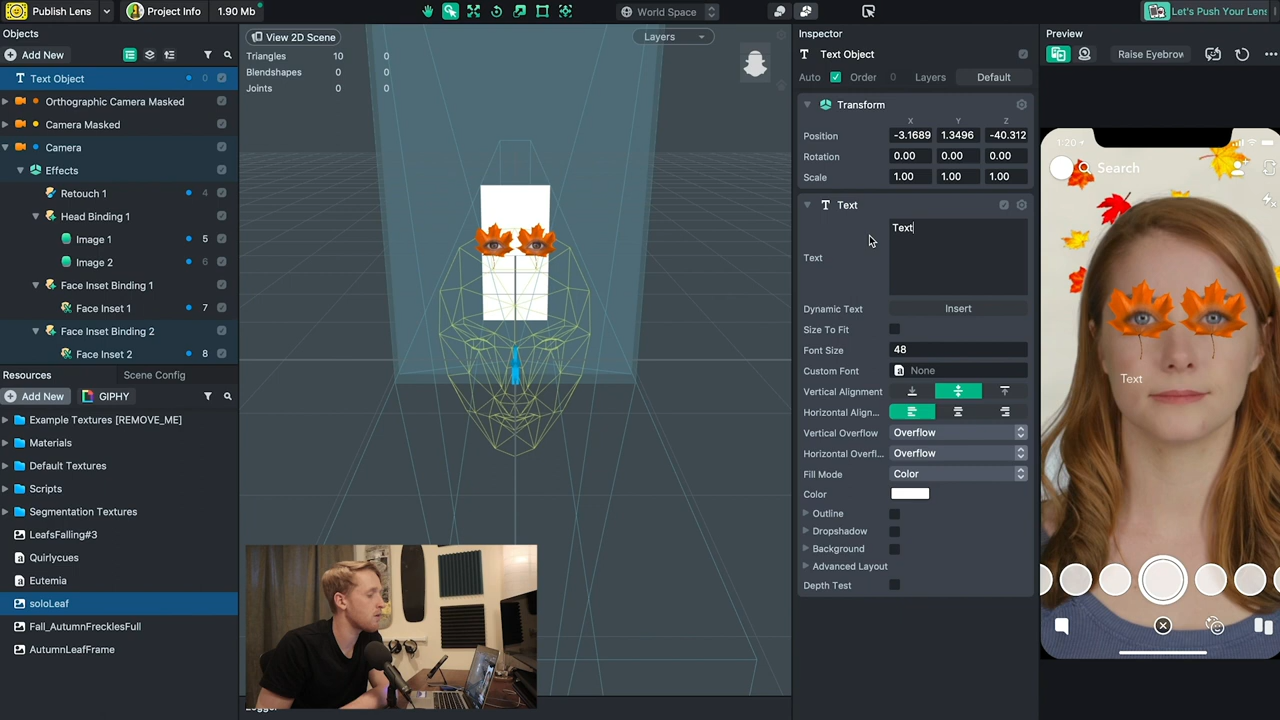 Publish Lens
Project Info
1.90 Mb
World Space
Let's Push Your Lens
Objects
Add New
Text Object 0
Orthographic Camera Masked
Camera Masked
Camera
Effects
Retouch 1 4
Head Binding 1
Image 1 5
Image 2 6
Face Inset Binding 1
Face Inset 1 7
Face Inset Binding 2
Face Inset 2 8
Resources
Scene Config
Add New
GIPHY
Example Textures [REMOVE_ME]
Materials
Default Textures
Scripts
Segmentation Textures
LeafsFalling#3
Quirlycues
Eutemia
soloLeaf
Fall_AutumnFrecklesFull
AutumnLeafFrame
View 2D Scene
Layers
Triangles 10 0
Blendshapes 0 0
Joints 0 0
Inspector
Text Object
Auto Order 0 Layers Default
Transform
X Y Z
Position -3.1689 1.3496 -40.312
Rotation 0.00 0.00 0.00
Scale 1.00 1.00 1.00
Text
Text Text
Dynamic Text Insert
Size To Fit
Font Size 48
Custom Font None
Vertical Alignment
Horizontal Align...
Vertical Overflow Overflow
Horizontal Overfl... Overflow
Fill Mode Color
Color
Outline
Dropshadow
Background
Advanced Layout
Depth Test
Preview
Raise Eyebrow
1:20
Search
Text